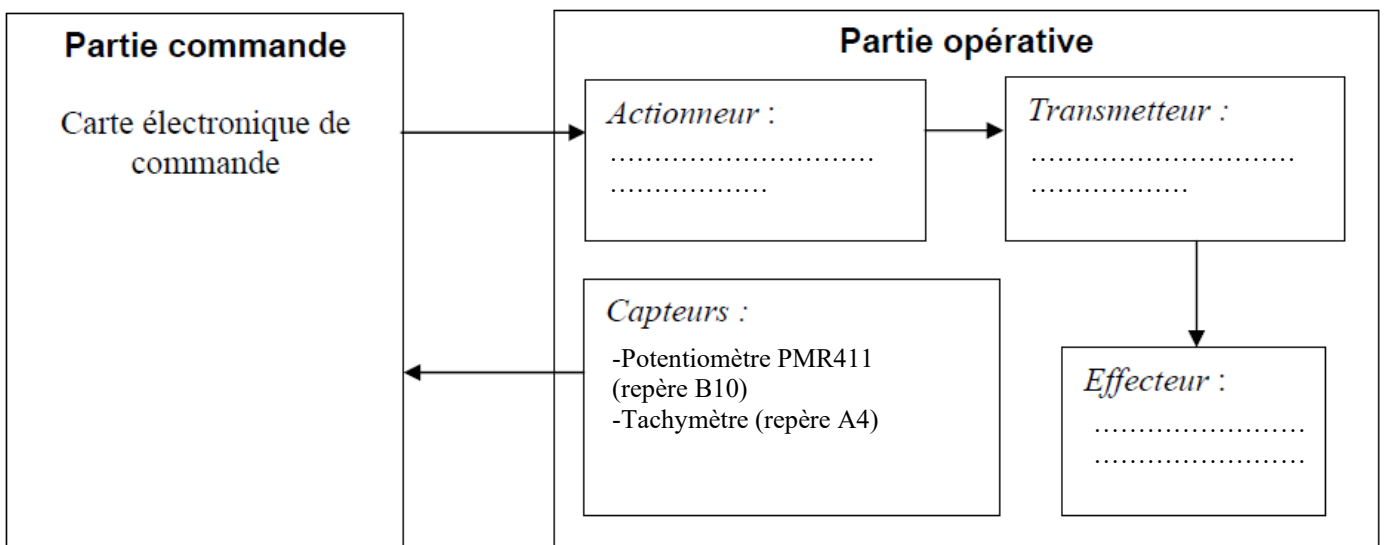 Partie commande
Carte électronique de
commande
Partie opérative
Actionneur :
..............................
..................
Transmetteur :
..............................
..................
Capteurs :
-Potentiomètre PMR411
(repère B10)
-Tachymètre (repère A4)
Effecteur :
........................
........................